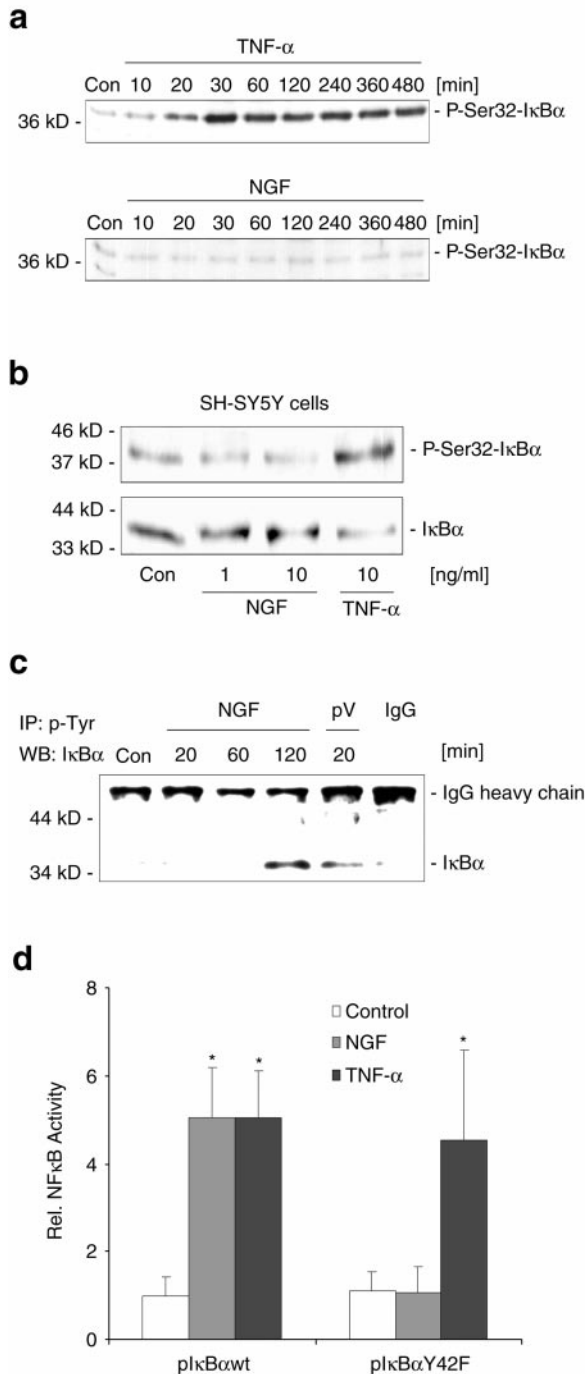 a
TNF-α
Con 10 20 30 60 120 240 360 480 [min]
36 kD - - P-Ser32-IκBα
NGF
Con 10 20 30 60 120 240 360 480 [min]
36 kD - - P-Ser32-IκBα
b
SH-SY5Y cells
46 kD -
37 kD - - P-Ser32-IκBα
44 kD -
33 kD - - IκBα
Con 1 10 10 [ng/ml]
NGF TNF-α
c
IP: p-Tyr NGF pV IgG
WB: IκBα Con 20 60 120 20 [min]
- IgG heavy chain
44 kD -
34 kD - - IκBα
d
8
6
4
2
0
Rel. NFκB Activity
Control
NGF
TNF-α
* * *
pIκBαwt pIκBαY42F